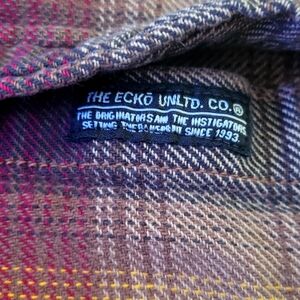 THE ECKŌ UNLTD. CO.®
THE ORIGINATORS AND THE INSTIGATORS
SETTING THE SINCE 1993.